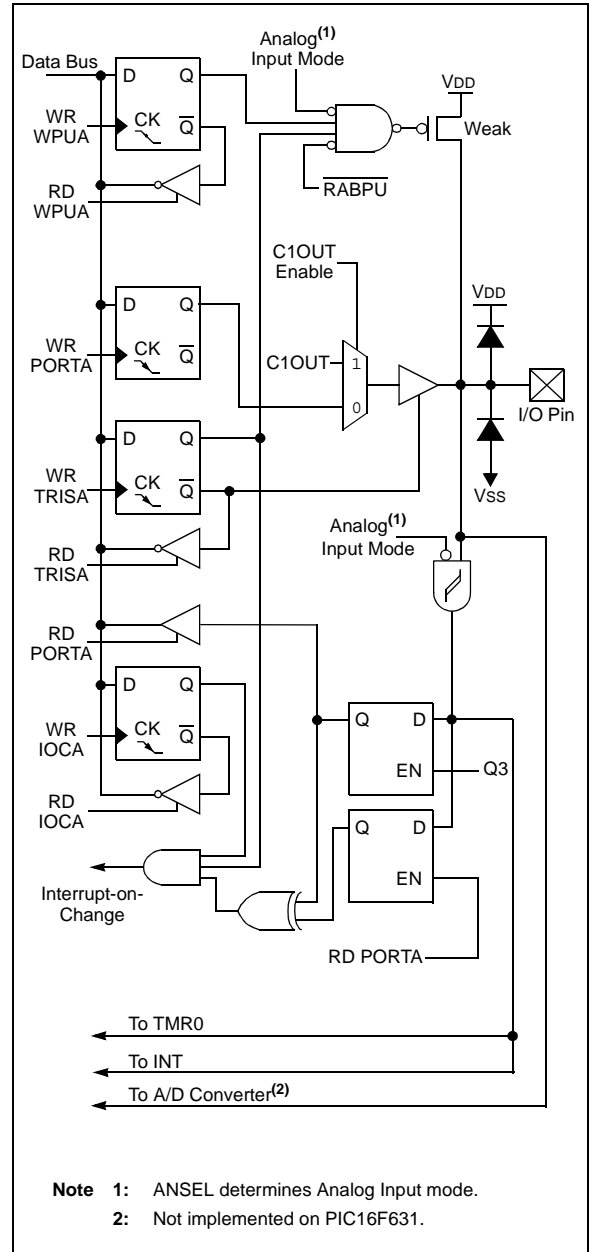 Analog(1)
Input Mode
Data Bus
D Q
VDD
WR
WPUA
CK Q
Weak
RD
WPUA
RABPU
C1OUT
Enable
D Q
VDD
WR
PORTA
CK Q
C1OUT
1
0
I/O Pin
D Q
WR
TRISA
CK Q
VSS
Analog(1)
Input Mode
RD
TRISA
RD
PORTA
D Q
WR
IOCA
CK Q
Q D
EN
Q3
RD
IOCA
Q D
EN
Interrupt-on-
Change
RD PORTA
To TMR0
To INT
To A/D Converter(2)
Note 1: ANSEL determines Analog Input mode.
2: Not implemented on PIC16F631.